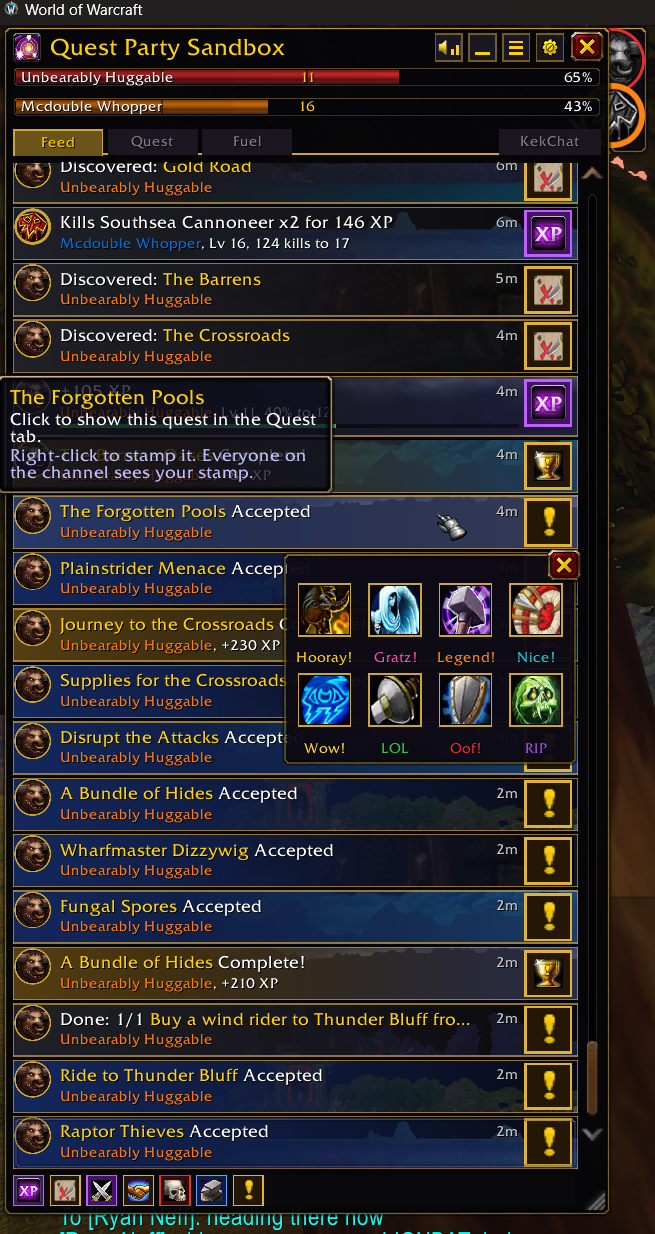 World of Warcraft
Quest Party Sandbox
Unbearably Huggable 11 65%
Mcdouble Whopper 16 43%
Feed Quest Fuel KekChat
Discovered: Gold Road 6m
Unbearably Huggable
Kills Southsea Cannoneer x2 for 146 XP 6m
XP
Mcdouble Whopper, Lv 16, 124 kills to 17
Discovered: The Barrens 5m
Unbearably Huggable
Discovered: The Crossroads 4m
Unbearably Huggable
+105 XP 4m
XP
The Forgotten Pools
Click to show this quest in the Quest
tab.
Right-click to stamp it. Everyone on
the channel sees your stamp.
4m
The Forgotten Pools Accepted 4m
Unbearably Huggable
Plainstrider Menace Accep
Unbearably Huggable
Journey to the Crossroads
Unbearably Huggable, +230 XP
Supplies for the Crossroads
Unbearably Huggable
Disrupt the Attacks Accept
Unbearably Huggable
Hooray! Gratz! Legend! Nice!
Wow! LOL Oof! RIP
A Bundle of Hides Accepted 2m
Unbearably Huggable
Wharfmaster Dizzywig Accepted 2m
Unbearably Huggable
Fungal Spores Accepted 2m
Unbearably Huggable
A Bundle of Hides Complete! 2m
Unbearably Huggable, +210 XP
Done: 1/1 Buy a wind rider to Thunder Bluff fro... 2m
Unbearably Huggable
Ride to Thunder Bluff Accepted 2m
Unbearably Huggable
Raptor Thieves Accepted 2m
Unbearably Huggable
XP
To [Ryan Neff]: heading there now